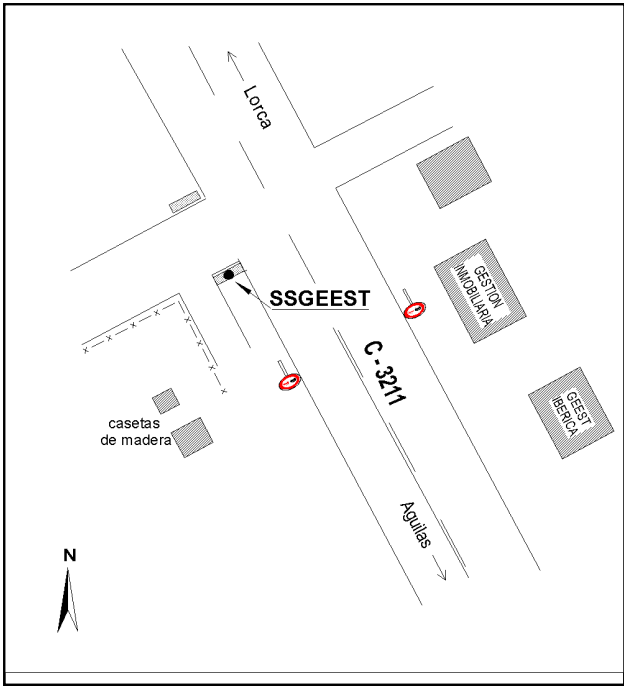 Lorca
GESTION
INMOBILIARIA
SSGEEST
C - 3211
GEEST
IBERICA
casetas
de madera
Aguilas
N